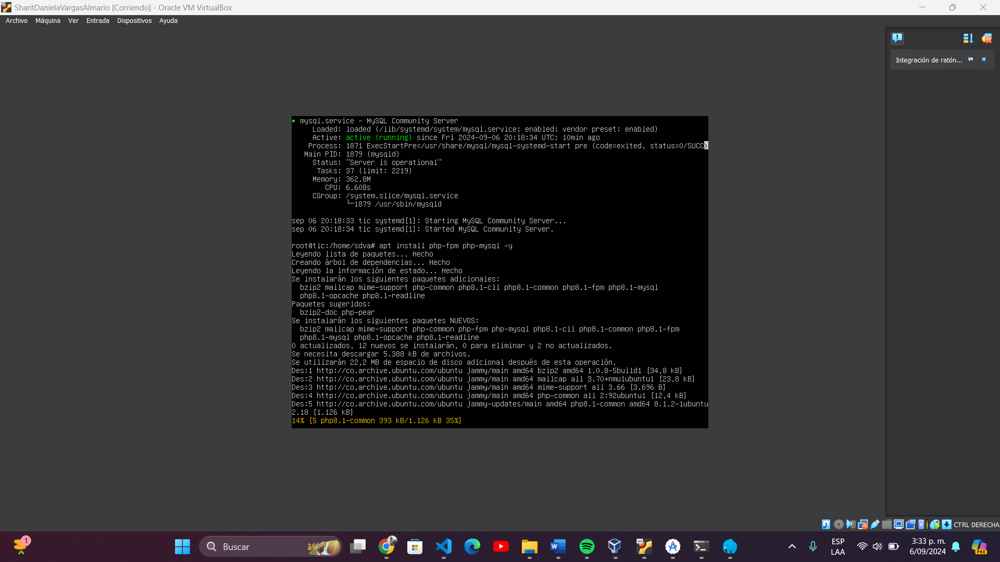 SharitDanielaVargasAlmario [Corriendo] - Oracle VM VirtualBox
Archivo Máquina Ver Entrada Dispositivos Ayuda
Integración de ratón...
mysql.service - MySQL Community Server
Loaded: loaded (/lib/systemd/system/mysql.service; enabled; vendor preset: enabled)
Active: active (running) since Fri 2024-09-06 20:18:34 UTC; 10min ago
Process: 1871 ExecStartPre=/usr/share/mysql/mysql-systemd-start pre (code=exited, status=0/SUCC>
Main PID: 1879 (mysqld)
Status: "Server is operational"
Tasks: 37 (limit: 2219)
Memory: 362.8M
CPU: 6.608s
CGroup: /system.slice/mysql.service
└─1879 /usr/sbin/mysqld
sep 06 20:18:33 tic systemd[1]: Starting MySQL Community Server...
sep 06 20:18:34 tic systemd[1]: Started MySQL Community Server.
root@tic:/home/sdva# apt install php-fpm php-mysql -y
Leyendo lista de paquetes... Hecho
Creando árbol de dependencias... Hecho
Leyendo la información de estado... Hecho
Se instalarán los siguientes paquetes adicionales:
bzip2 mailcap mime-support php-common php8.1-cli php8.1-common php8.1-fpm php8.1-mysql
php8.1-opcache php8.1-readline
Paquetes sugeridos:
bzip2-doc php-pear
Se instalarán los siguientes paquetes NUEVOS:
bzip2 mailcap mime-support php-common php-fpm php-mysql php8.1-cli php8.1-common php8.1-fpm
php8.1-mysql php8.1-opcache php8.1-readline
0 actualizados, 12 nuevos se instalarán, 0 para eliminar y 2 no actualizados.
Se necesita descargar 5.388 kB de archivos.
Se utilizarán 22,2 MB de espacio de disco adicional después de esta operación.
Des:1 http://co.archive.ubuntu.com/ubuntu jammy/main amd64 bzip2 amd64 1.0.8-5build1 [34,8 kB]
Des:2 http://co.archive.ubuntu.com/ubuntu jammy/main amd64 mailcap all 3.70+nmu1ubuntu1 [23,8 kB]
Des:3 http://co.archive.ubuntu.com/ubuntu jammy/main amd64 mime-support all 3.66 [3.696 B]
Des:4 http://co.archive.ubuntu.com/ubuntu jammy/main amd64 php-common all 2:92ubuntu1 [12,4 kB]
Des:5 http://co.archive.ubuntu.com/ubuntu jammy-updates/main amd64 php8.1-common amd64 8.1.2-1ubuntu
2.18 [1.126 kB]
14% [5 php8.1-common 393 kB/1.126 kB 35%]
CTRL DERECHA
1
Buscar
64
ESP
LAA
3:33 p. m.
6/09/2024
PRE